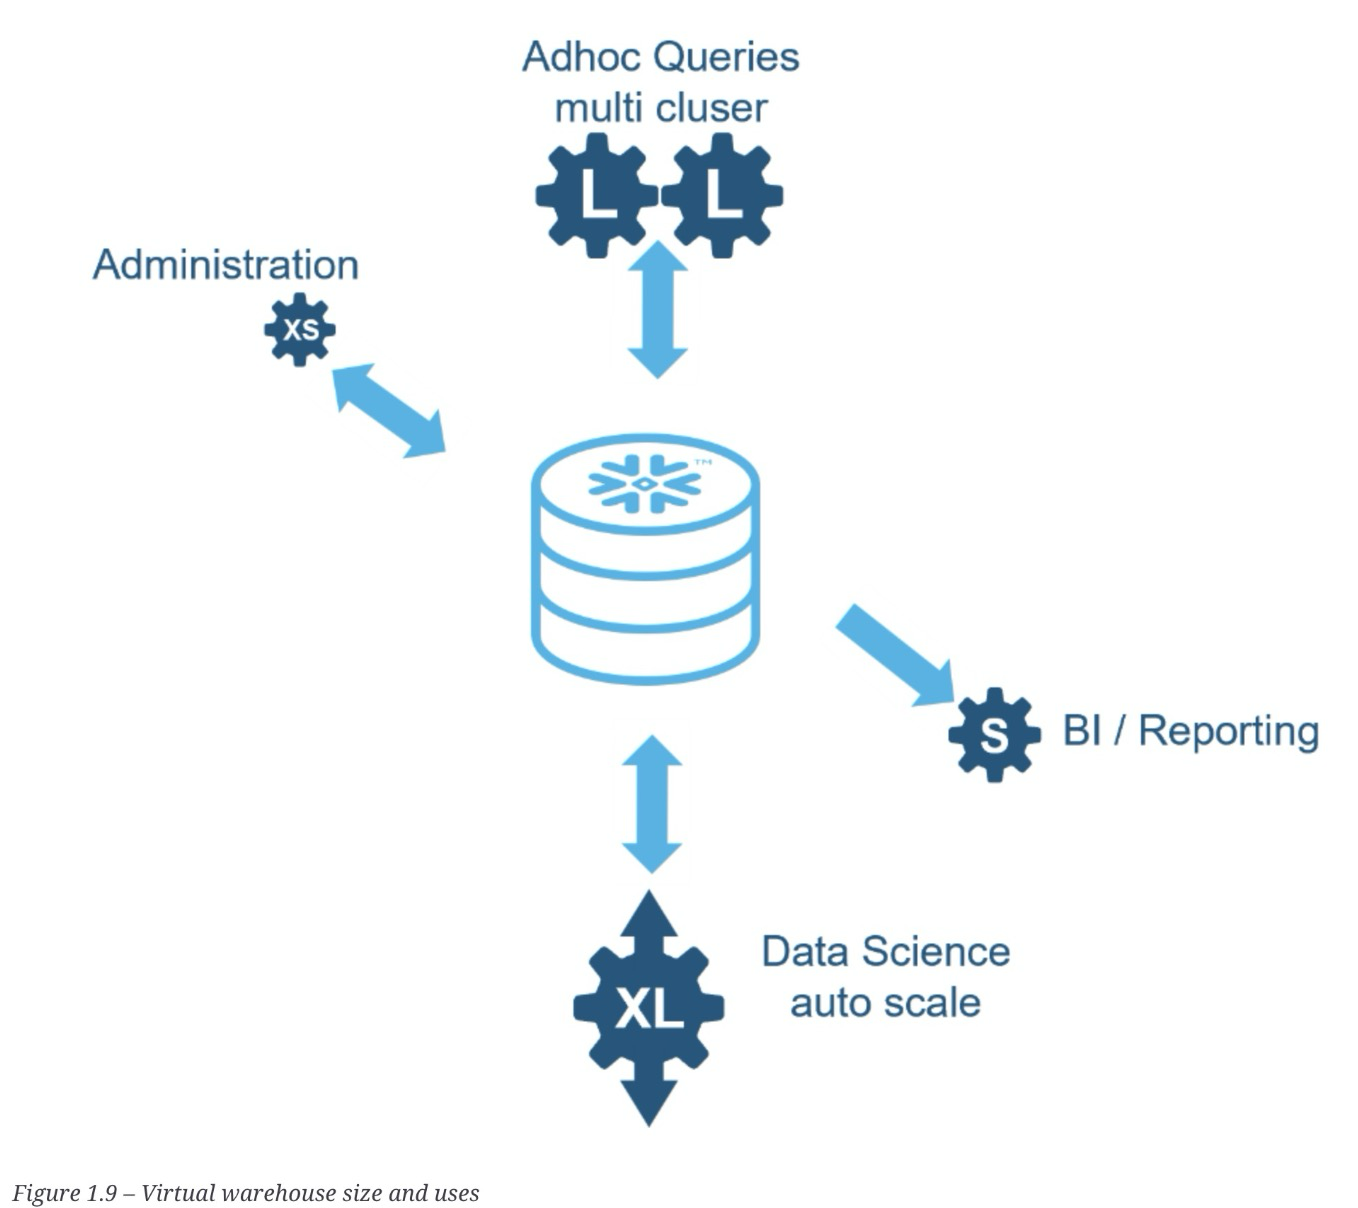 Adhoc Queries
multi cluser
L L
Administration
XS
TM
S
BI / Reporting
XL
Data Science
auto scale
Figure 1.9 – Virtual warehouse size and uses